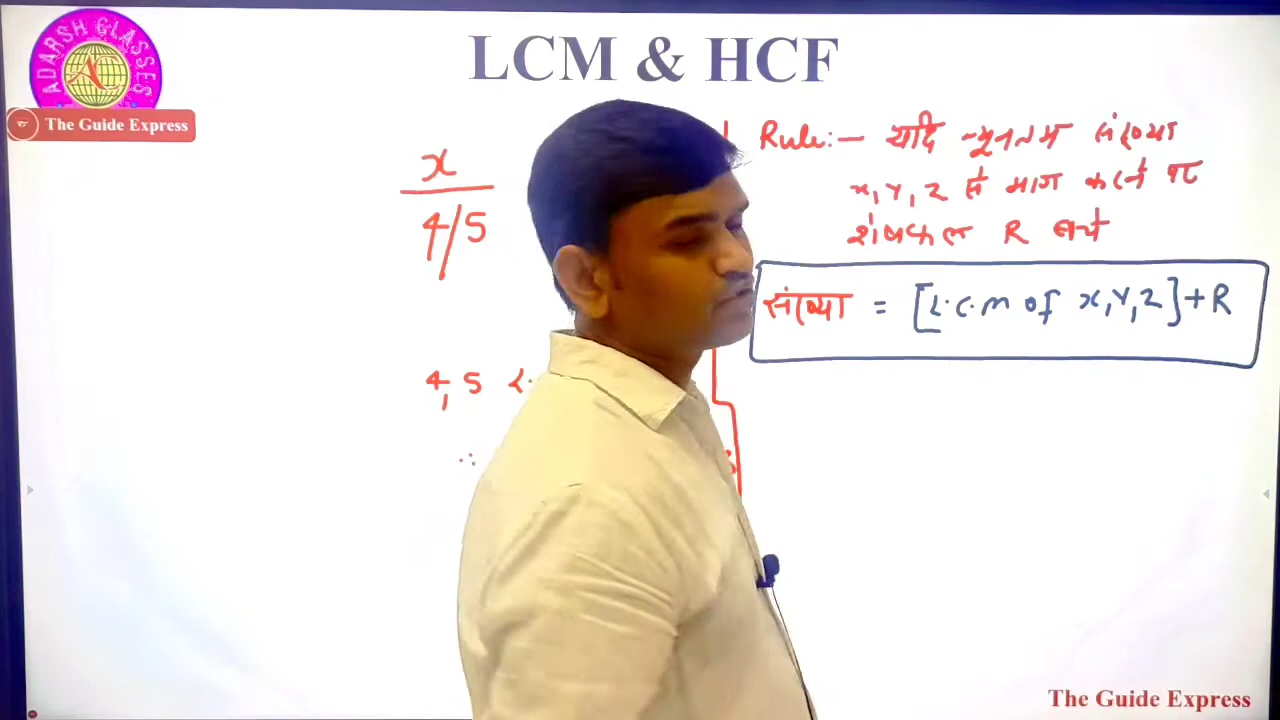 LCM & HCF
ADARSH CLASSES
The Guide Express
x
4/5
4, 5
∴
Rule:— यदि न्यूनतम संख्या
x, Y, Z से भाग करने पर
शेषफल R बचे
संख्या = [L.C.M of x, Y, Z] + R
The Guide Express